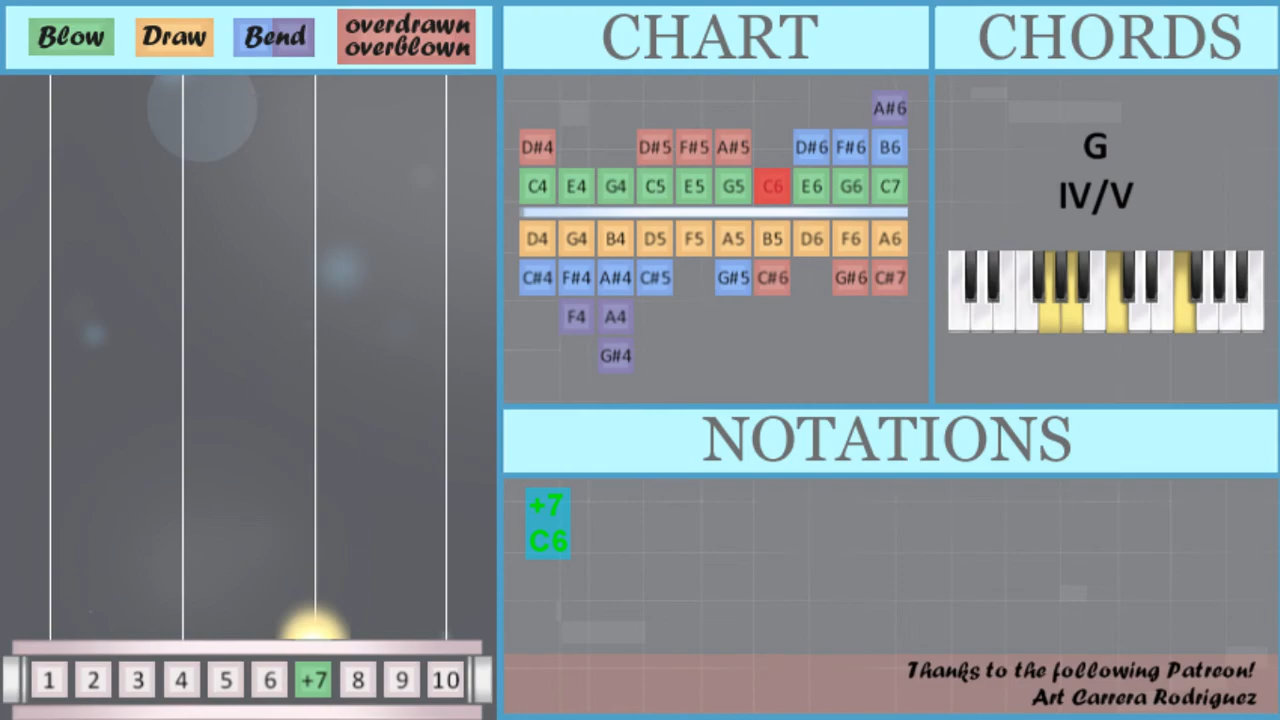 Blow Draw Bend overdrawn
overblown
CHART
CHORDS
A#6
D#4 D#5 F#5 A#5 D#6 F#6 B6
C4 E4 G4 C5 E5 G5 C6 E6 G6 C7
D4 G4 B4 D5 F5 A5 B5 D6 F6 A6
C#4 F#4 A#4 C#5 G#5 C#6 G#6 C#7
F4 A4
G#4
G
IV/V
NOTATIONS
+7
C6
Thanks to the following Patreon!
Art Carrera Rodriguez
1 2 3 4 5 6 +7 8 9 10